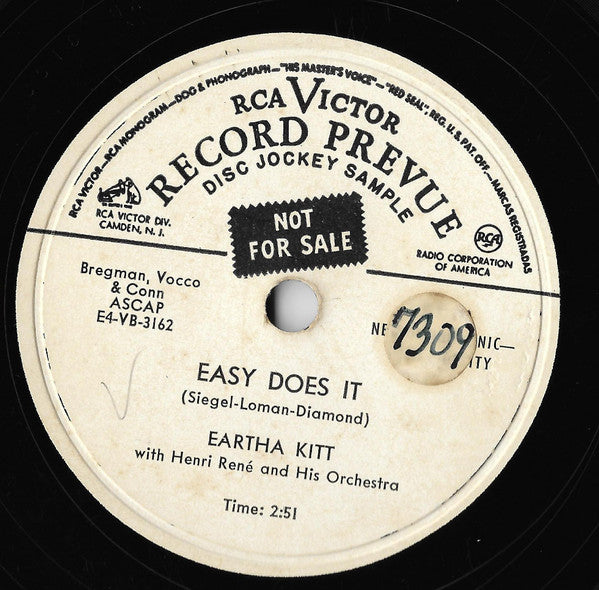 RCA VICTOR—RCA MONOGRAM—DOG & PHONOGRAPH—"HIS MASTER'S VOICE"—"RED SEAL", REG. U. S. PAT. OFF.—MARCAS REGISTRADAS
RCA VICTOR
RECORD PREVUE
DISC JOCKEY SAMPLE
RCA VICTOR DIV.
CAMDEN, N. J.
RCA
RADIO CORPORATION
OF AMERICA
NOT
FOR SALE
Bregman, Vocco
& Conn
ASCAP
E4-VB-3162
NE
7309
NIC—
ITY
EASY DOES IT
(Siegel-Loman-Diamond)
EARTHA KITT
with Henri René and His Orchestra
Time: 2:51